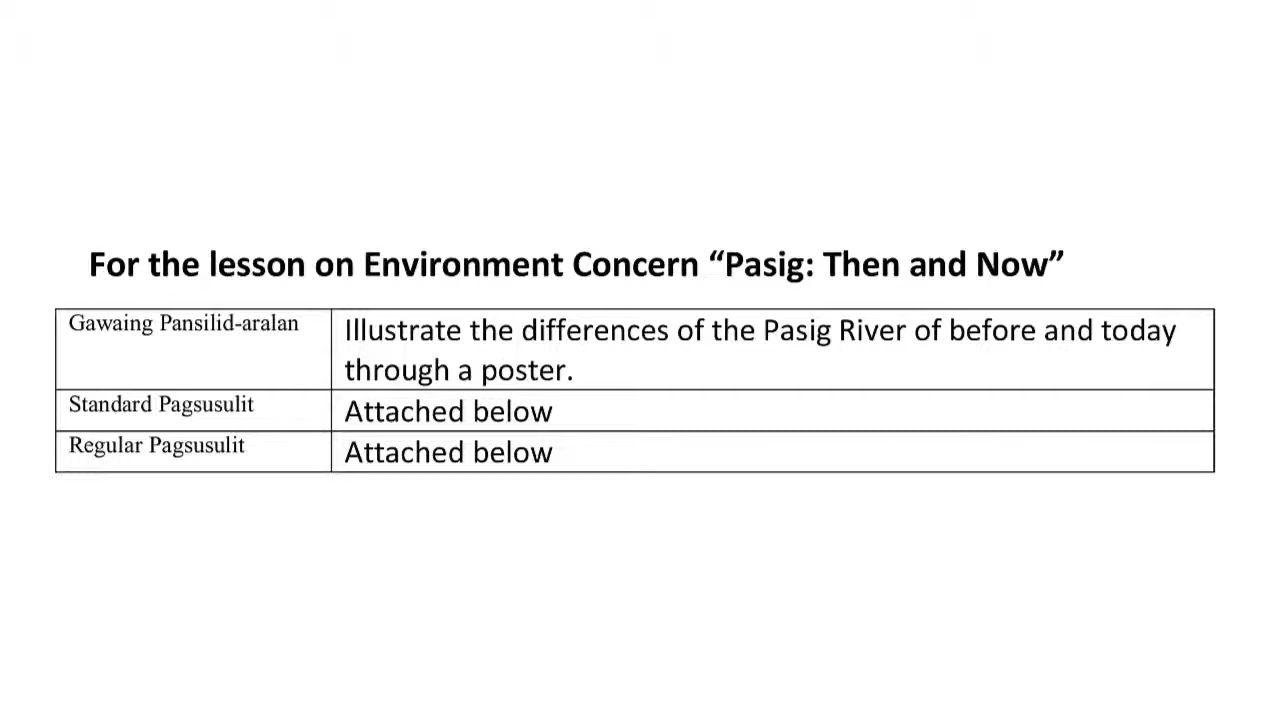 For the lesson on Environment Concern “Pasig: Then and Now”
Gawaing Pansilid-aralan
Illustrate the differences of the Pasig River of before and today
through a poster.
Standard Pagsusulit
Attached below
Regular Pagsusulit
Attached below